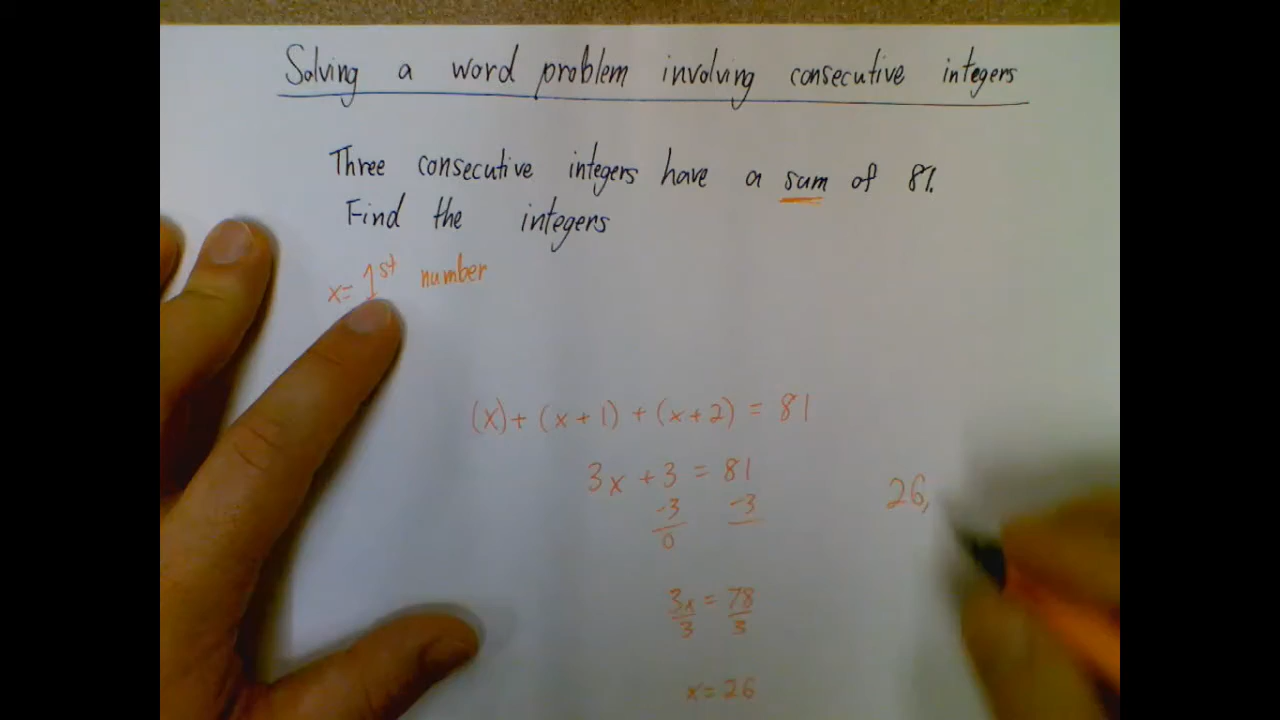 Solving a word problem involving consecutive integers
Three consecutive integers have a sum of 81.
Find the integers
x = 1st number
(x) + (x + 1) + (x + 2) = 81
3x + 3 = 81
-3 -3
0
26,
3x = 78
3 3
x = 26